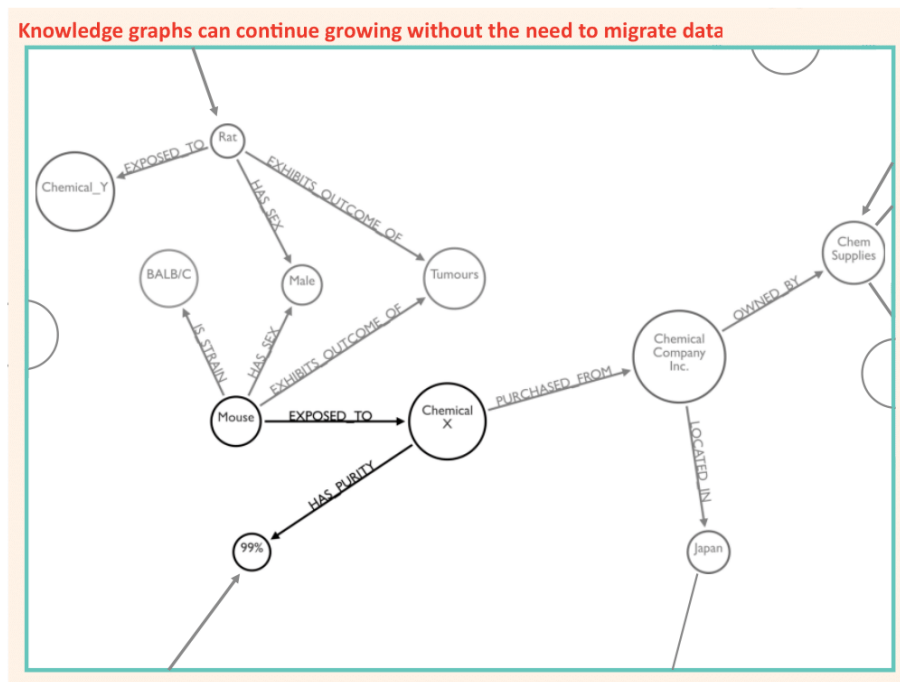 Knowledge graphs can continue growing without the need to migrate data
Rat
EXPOSED_TO
Chemical_Y
HAS_SEX
EXHIBITS_OUTCOME_OF
BALB/C
Male
Tumours
IS_STRAIN
HAS_SEX
EXHIBITS_OUTCOME_OF
Mouse
EXPOSED_TO
Chemical
X
PURCHASED_FROM
Chemical
Company
Inc.
OWNED_BY
Chem
Supplies
HAS_PURITY
99%
LOCATED_IN
Japan